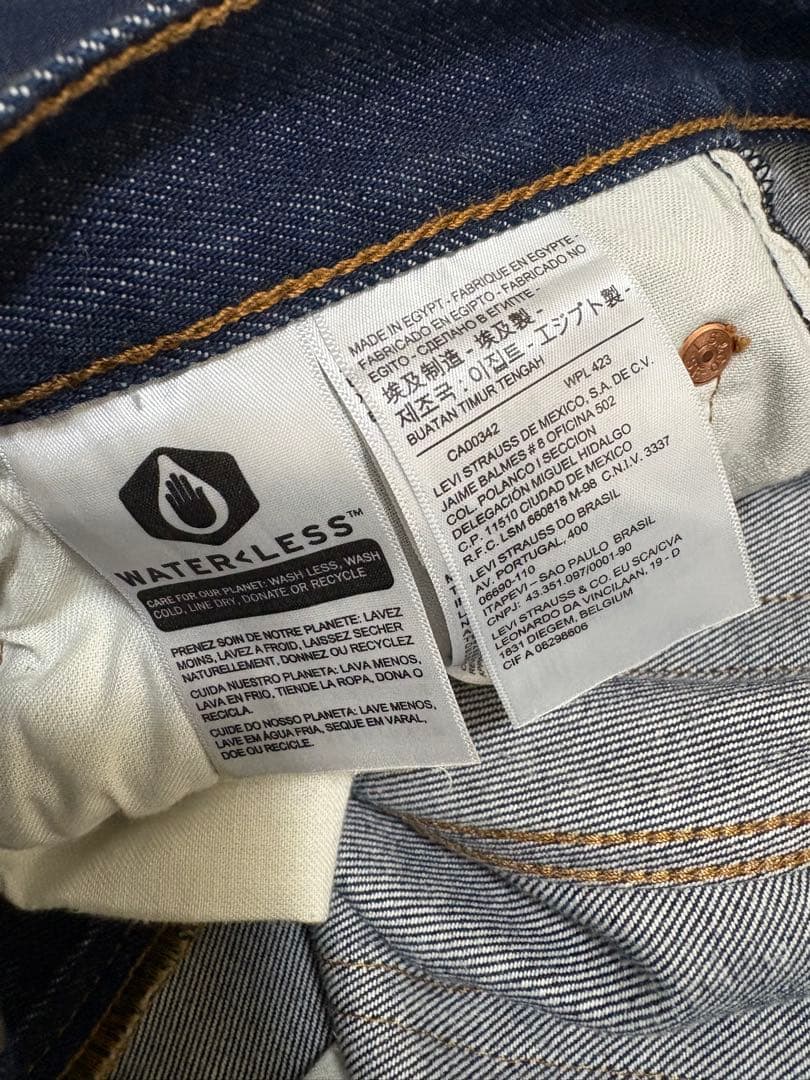 WATER<LESS™
CARE FOR OUR PLANET: WASH LESS, WASH
COLD, LINE DRY, DONATE OR RECYCLE
PRENEZ SOIN DE NOTRE PLANETE: LAVEZ
MOINS, LAVEZ A FROID, LAISSEZ SECHER
NATURELLEMENT, DONNEZ OU RECYCLEZ
CUIDA NUESTRO PLANETA: LAVA MENOS,
LAVA EN FRIO, TIENDE LA ROPA, DONA O
RECICLA.
CUIDE DO NOSSO PLANETA: LAVE MENOS,
LAVE EM ÁGUA FRIA, SEQUE EM VARAL,
DOE OU RECICLE.
MADE IN EGYPT - FABRIQUE EN EGYPTE -
FABRICADO EN EGIPTO - FABRICADO NO
EGITO - СДЕЛАНО В ЕГИПТЕ -
埃及制造 - 埃及製 - エジプト製 -
제조국 : 이집트 -
BUATAN TIMUR TENGAH
CA00342 WPL 423
LEVI STRAUSS DE MEXICO, S.A. DE C.V.
JAIME BALMES # 8 OFICINA 502
COL. POLANCO I SECCION
DELEGACIÓN MIGUEL HIDALGO
C.P. 11510 CIUDAD DE MEXICO
R.F.C. LSM 660818 M-98 C.N.I.V. 3337
LEVI STRAUSS DO BRASIL
AV. PORTUGAL, 400
06690-110
ITAPEVI - SAO PAULO BRASIL
CNPJ: 43.351.097/0001-90
LEVI STRAUSS & CO. EU SCA/CVA
LEONARDO DA VINCILAAN, 19 - D
1831 DIEGEM, BELGIUM
CIF A 08298606